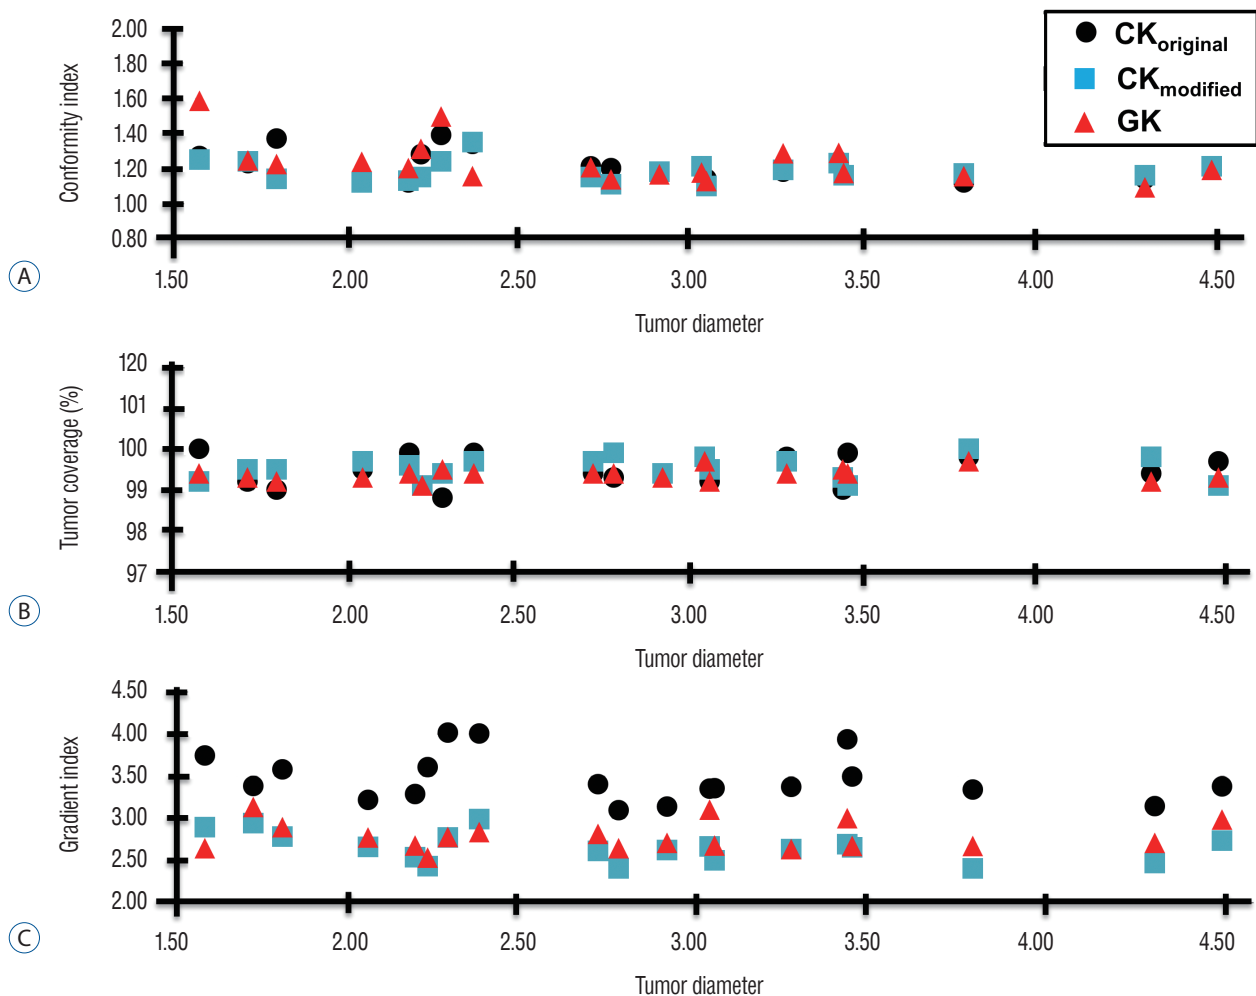 CKoriginal
CKmodified
GK
Conformity index
2.00
1.80
1.60
1.40
1.20
1.00
0.80
1.50 2.00 2.50 3.00 3.50 4.00 4.50
A
Tumor diameter
Tumor coverage (%)
120
101
100
99
98
97
1.50 2.00 2.50 3.00 3.50 4.00 4.50
B
Tumor diameter
Gradient index
4.50
4.00
3.50
3.00
2.50
2.00
1.50 2.00 2.50 3.00 3.50 4.00 4.50
C
Tumor diameter